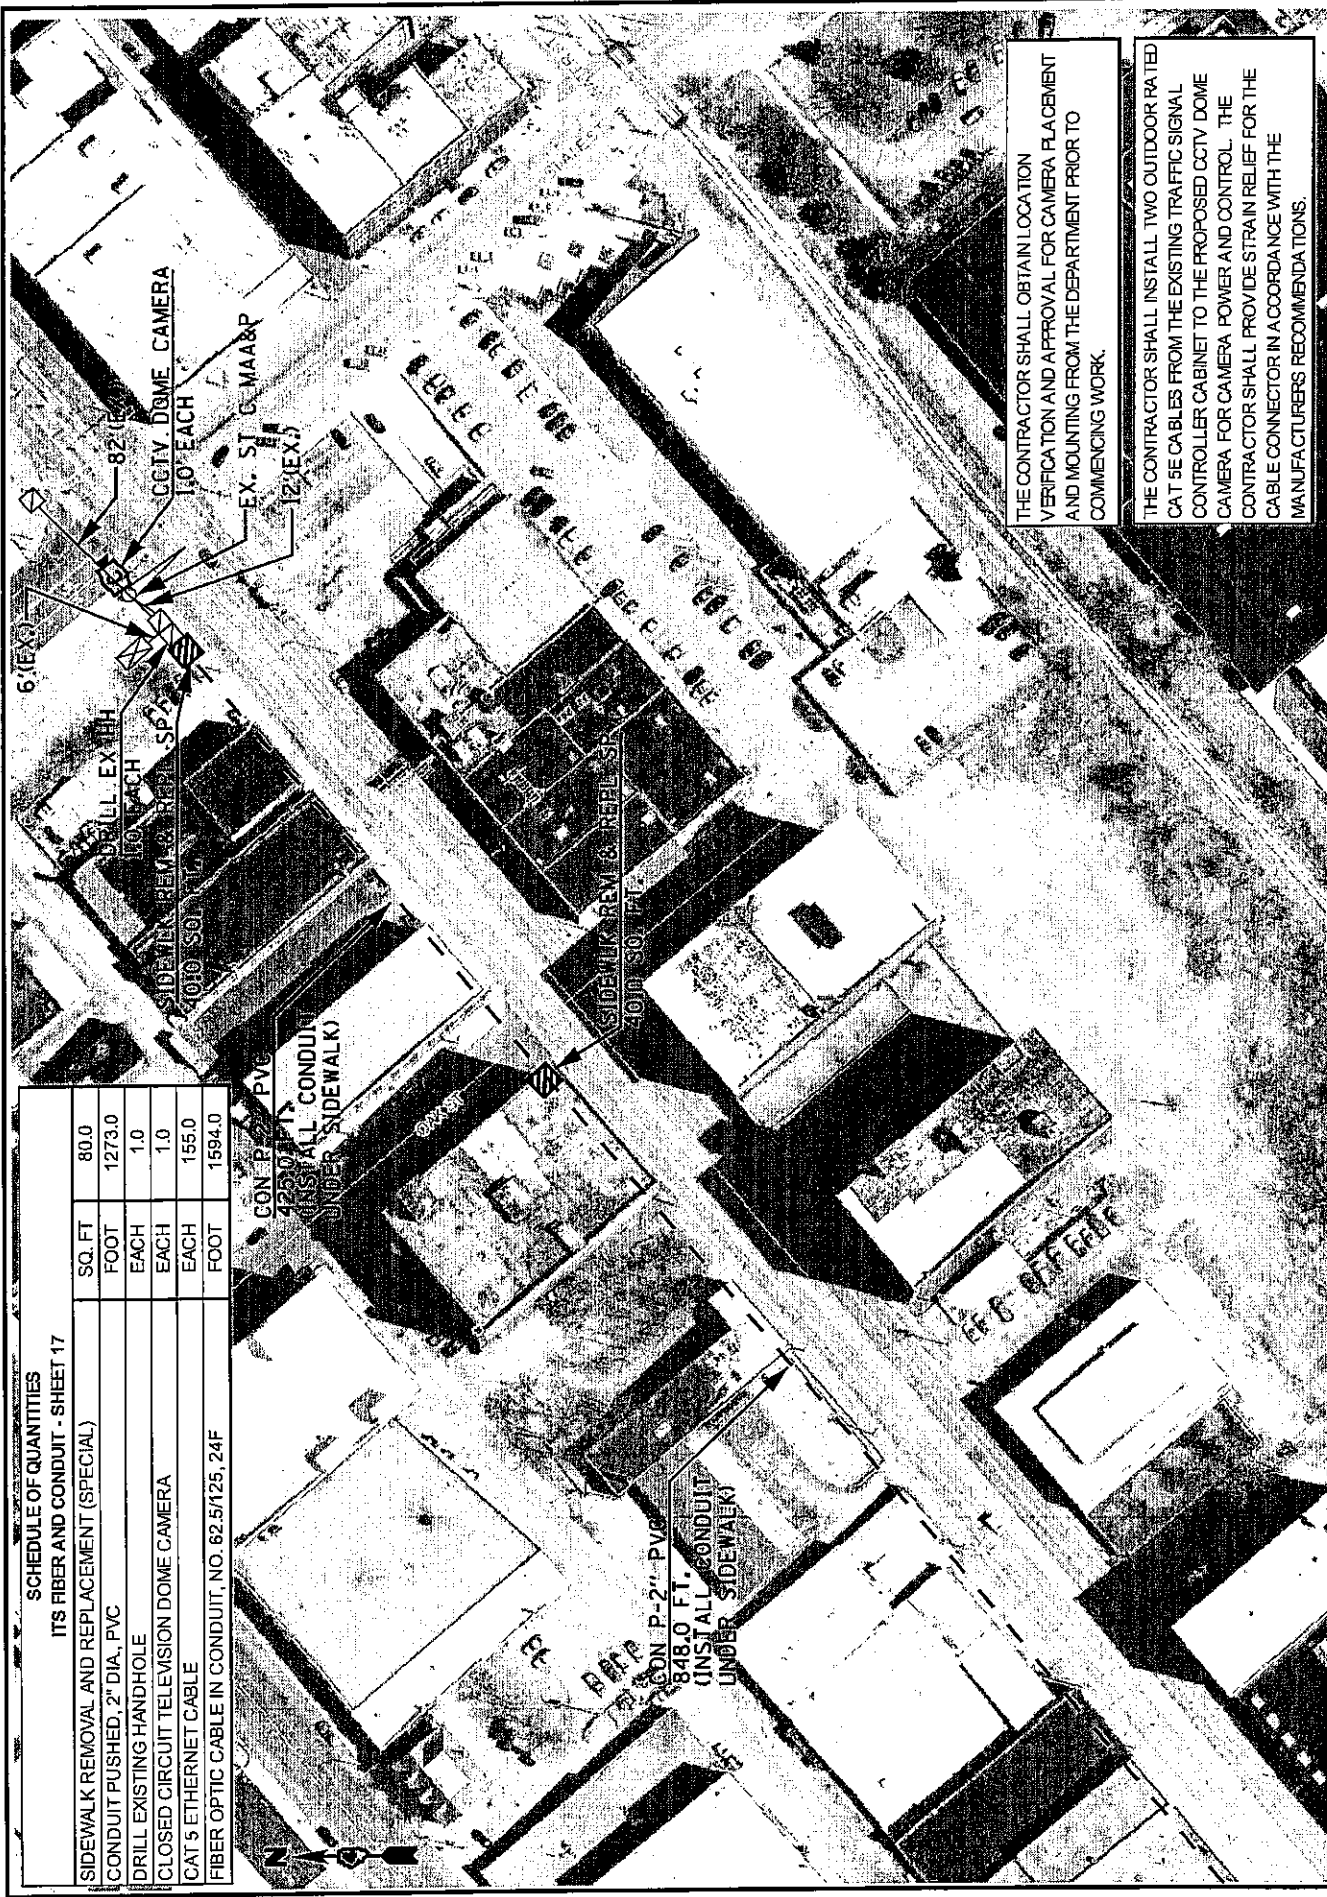 SCHEDULE OF QUANTITIES
ITS FIBER AND CONDUIT - SHEET 17
SIDEWALK REMOVAL AND REPLACEMENT (SPECIAL) SQ. FT 80.0
CONDUIT PUSHED, 2" DIA., PVC FOOT 1273.0
DRILL EXISTING HANDHOLE EACH 1.0
CLOSED CIRCUIT TELEVISION DOME CAMERA EACH 1.0
CAT 5 ETHERNET CABLE EACH 155.0
FIBER OPTIC CABLE IN CONDUIT, NO. 62.5/125, 24F FOOT 1594.0
6'(EX.)
82'
CCTV DOME CAMERA
1.0 EACH
EX. ST C MAA&P
12'(EX.)
DRILL EX HH
1.0 EACH
SIDEWLK REM & REPL SP
40.0 SQ. FT.
CON P-2" PVC
425.0 FT.
(INSTALL CONDUIT
UNDER SIDEWALK)
SIDEWLK REM & REPL SP
40.0 SQ. FT.
CON P-2" PVC
848.0 FT.
(INSTALL CONDUIT
UNDER SIDEWALK)
N
THE CONTRACTOR SHALL OBTAIN LOCATION
VERIFICATION AND APPROVAL FOR CAMERA PLACEMENT
AND MOUNTING FROM THE DEPARTMENT PRIOR TO
COMMENCING WORK.
THE CONTRACTOR SHALL INSTALL TWO OUTDOOR RATED
CAT 5E CABLES FROM THE EXISTING TRAFFIC SIGNAL
CONTROLLER CABINET TO THE PROPOSED CCTV DOME
CAMERA FOR CAMERA POWER AND CONTROL. THE
CONTRACTOR SHALL PROVIDE STRAIN RELIEF FOR THE
CABLE CONNECTOR IN ACCORDANCE WITH THE
MANUFACTURERS RECOMMENDATIONS.